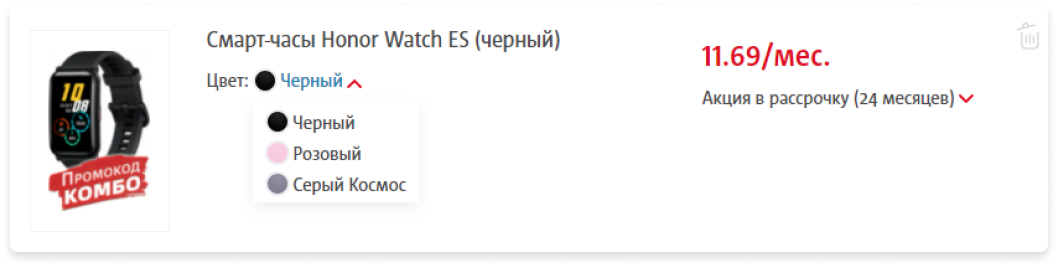 Смарт-часы Honor Watch ES (черный)
Цвет: Черный
Черный
Розовый
Серый Космос
11.69/мес.
Акция в рассрочку (24 месяцев)
10
08
Промокод
КОМБО